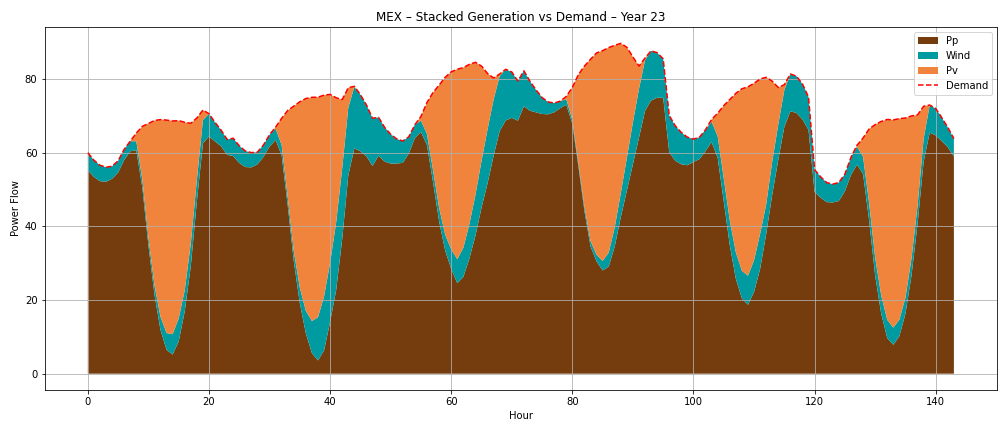 MEX – Stacked Generation vs Demand – Year 23
Pp
Wind
Pv
Demand
Power Flow
80
60
40
20
0
0 20 40 60 80 100 120 140
Hour